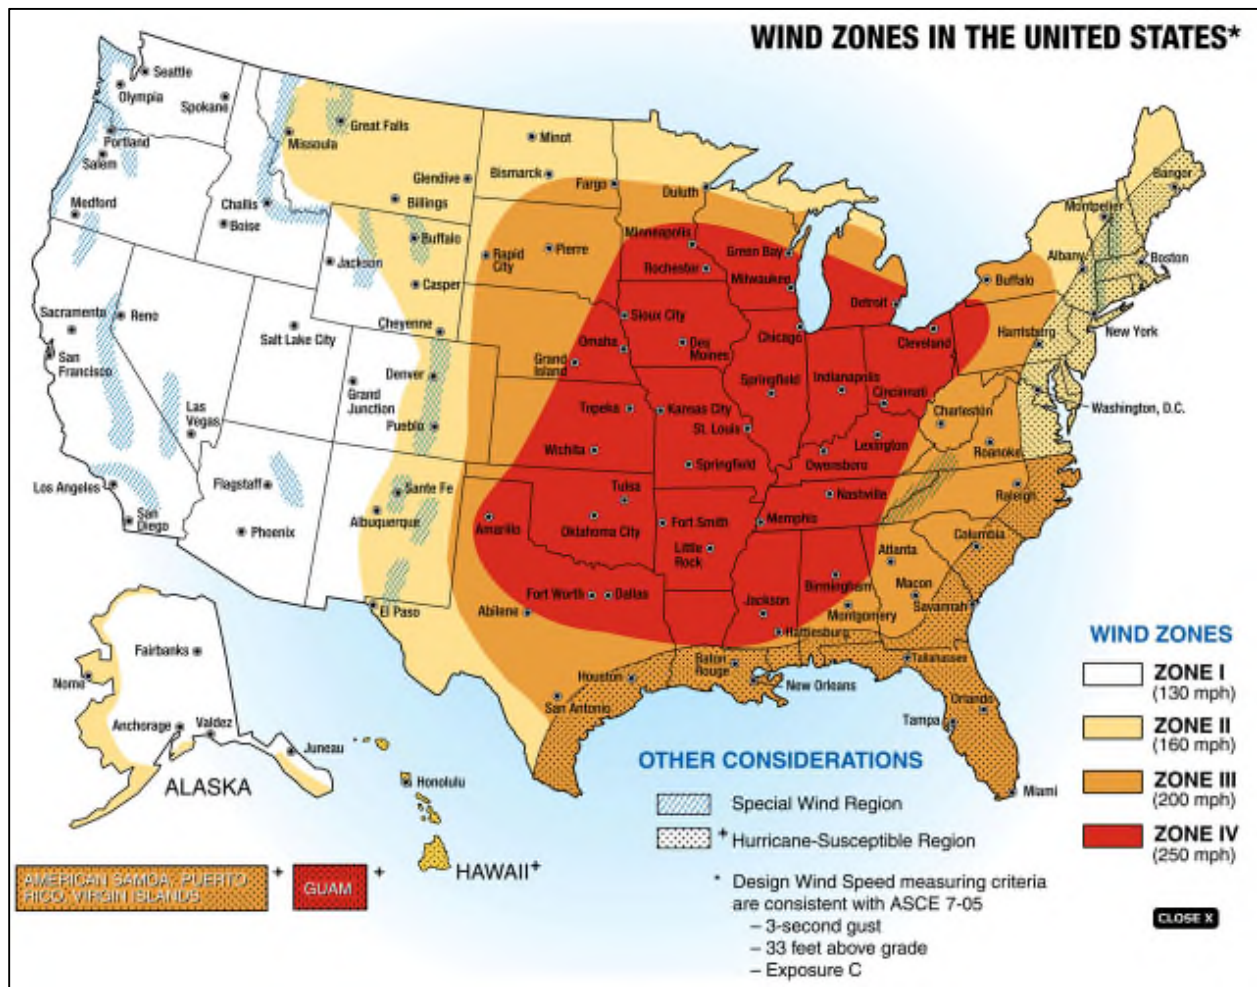 WIND ZONES IN THE UNITED STATES*
Seattle
Olympia
Spokane
Portland
Salem
Medford
Missoula
Great Falls
Glendive
Billings
Challis
Boise
Jackson
Buffalo
Casper
Cheyenne
Minot
Bismarck
Fargo
Duluth
Rapid
City
Pierre
Minneapolis
Rochester
Green Bay
Milwaukee
Sacramento
Reno
San
Francisco
Salt Lake City
Las
Vegas
Grand
Junction
Denver
Pueblo
Sioux City
Omaha
Grand
Island
Des
Moines
Chicago
Detroit
Cleveland
Buffalo
Albany
Montpelier
Bangor
Boston
New York
Harrisburg
Washington, D.C.
Topeka
Kansas City
St. Louis
Springfield
Indianapolis
Cincinnati
Charleston
Lexington
Roanoke
Owensboro
Wichita
Springfield
Tulsa
Oklahoma City
Amarillo
Fort Smith
Little
Rock
Memphis
Nashville
Raleigh
Columbia
Atlanta
Macon
Savannah
Birmingham
Montgomery
Jackson
Hattiesburg
Los Angeles
San
Diego
Flagstaff
Phoenix
Sante Fe
Albuquerque
El Paso
Abilene
Fort Worth
Dallas
Houston
San Antonio
Baton
Rouge
New Orleans
Tallahassee
Orlando
Tampa
Miami
Fairbanks
Nome
Anchorage
Valdez
Juneau
ALASKA
Honolulu
HAWAII+
AMERICAN SAMOA, PUERTO
RICO, VIRGIN ISLANDS
+
GUAM
+
OTHER CONSIDERATIONS
Special Wind Region
+ Hurricane-Susceptible Region
* Design Wind Speed measuring criteria
are consistent with ASCE 7-05
– 3-second gust
– 33 feet above grade
– Exposure C
WIND ZONES
ZONE I
(130 mph)
ZONE II
(160 mph)
ZONE III
(200 mph)
ZONE IV
(250 mph)
CLOSE X